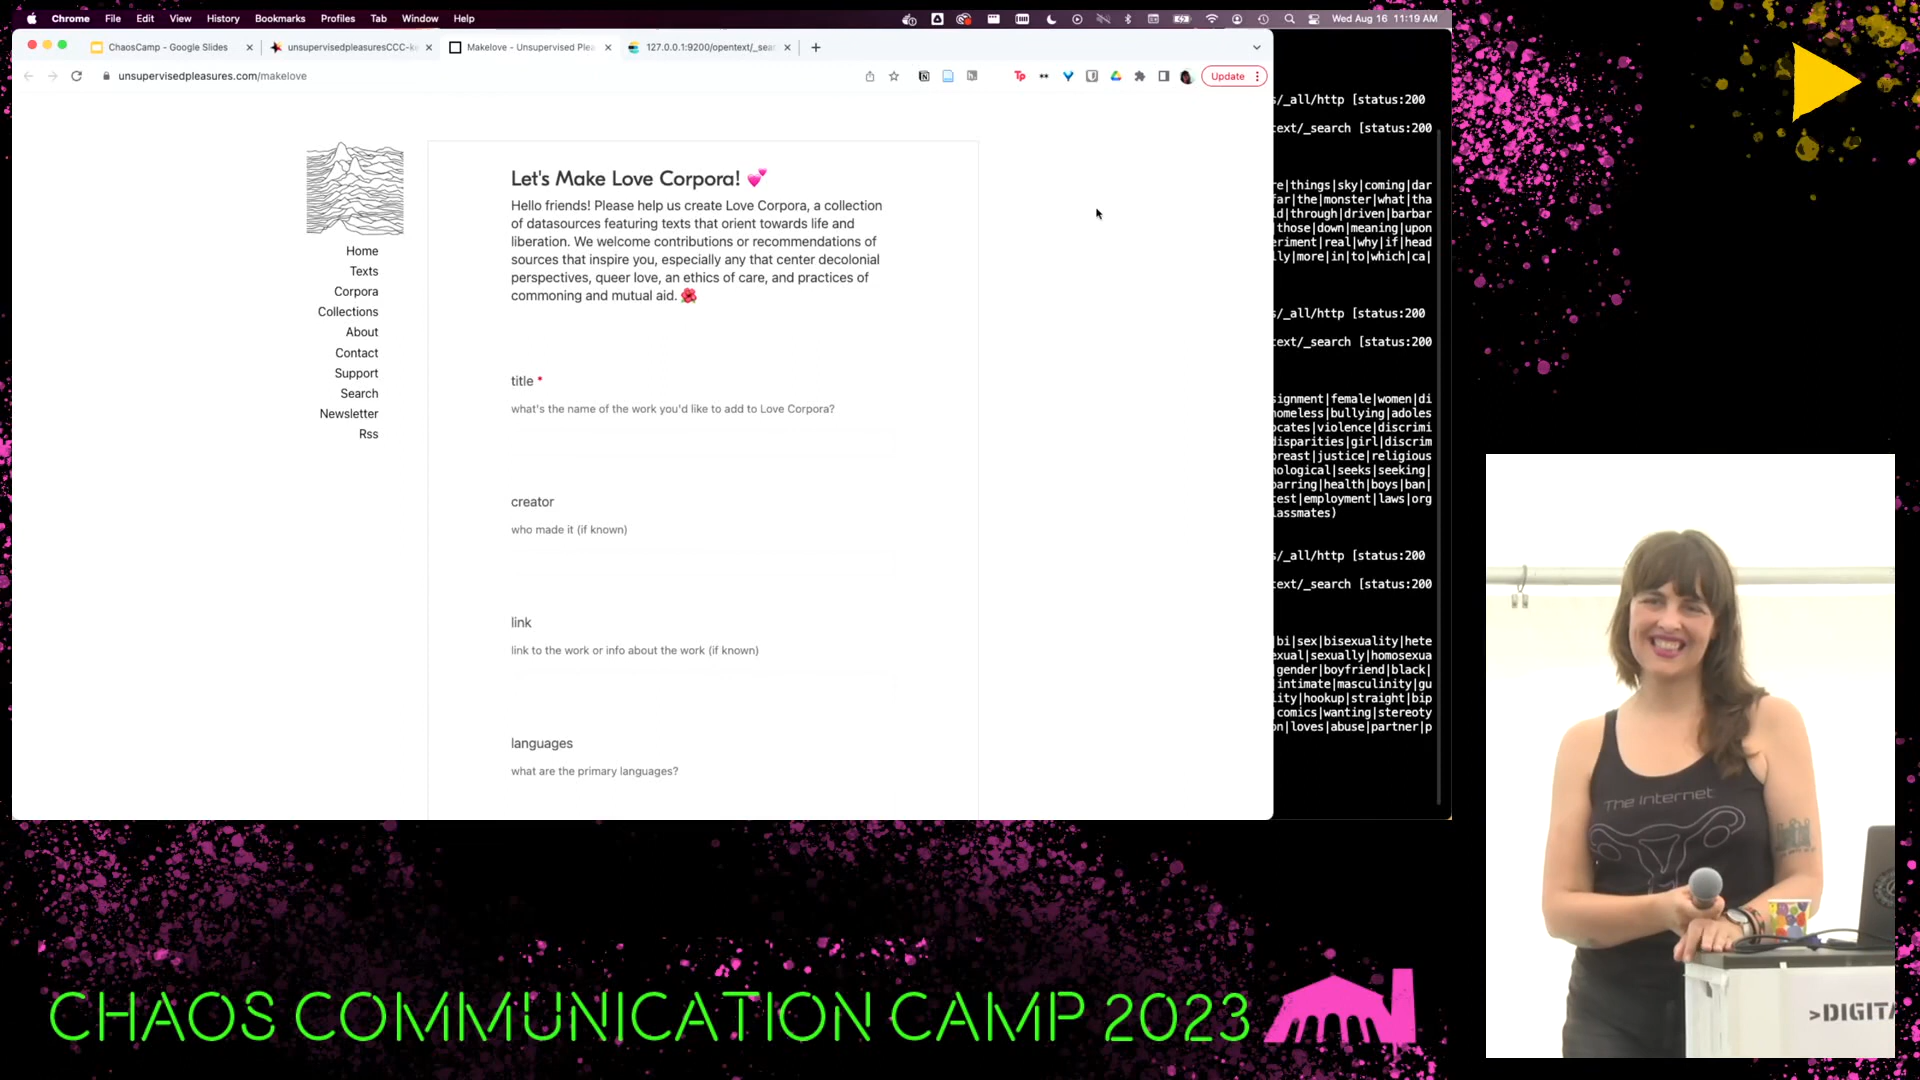 Chrome File Edit View History Bookmarks Profiles Tab Window Help
Wed Aug 16 11:19 AM
ChaosCamp - Google Slides
unsupervisedpleasuresCCC-k
Makelove - Unsupervised Plea
127.0.0.1:9200/opentext/_sea
unsupervisedpleasures.com/makelove
Update
Home
Texts
Corpora
Collections
About
Contact
Support
Search
Newsletter
Rss
Let's Make Love Corpora! 💕
Hello friends! Please help us create Love Corpora, a collection
of datasources featuring texts that orient towards life and
liberation. We welcome contributions or recommendations of
sources that inspire you, especially any that center decolonial
perspectives, queer love, an ethics of care, and practices of
commoning and mutual aid. 🌺
title *
what's the name of the work you'd like to add to Love Corpora?
creator
who made it (if known)
link
link to the work or info about the work (if known)
languages
what are the primary languages?
/_all/http [status:200
ext/_search [status:200
re|things|sky|coming|dar
far|the|monster|what|tha
d|through|driven|barbar
those|down|meaning|upon
eriment|real|why|if|head
ly|more|in|to|which|ca|
/_all/http [status:200
ext/_search [status:200
signment|female|women|di
homeless|bullying|adoles
ocates|violence|discrimi
disparities|girl|discrim
breast|justice|religious
nological|seeks|seeking|
barring|health|boys|ban|
test|employment|laws|org
lassmates)
/_all/http [status:200
ext/_search [status:200
bi|sex|bisexuality|hete
exual|sexually|homosexua
gender|boyfriend|black|
intimate|masculinity|gu
ity|hookup|straight|bip
comics|wanting|stereoty
on|loves|abuse|partner|p
The Internet
>DIGITA
CHAOS COMMUNICATION CAMP 2023